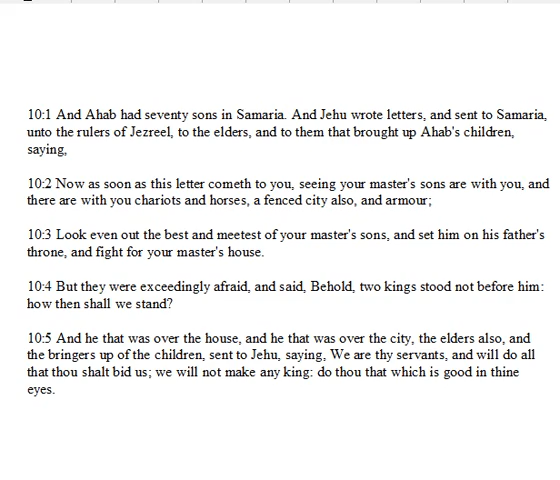 10:1 And Ahab had seventy sons in Samaria. And Jehu wrote letters, and sent to Samaria,
unto the rulers of Jezreel, to the elders, and to them that brought up Ahab's children,
saying,
10:2 Now as soon as this letter cometh to you, seeing your master's sons are with you, and
there are with you chariots and horses, a fenced city also, and armour;
10:3 Look even out the best and meetest of your master's sons, and set him on his father's
throne, and fight for your master's house.
10:4 But they were exceedingly afraid, and said, Behold, two kings stood not before him:
how then shall we stand?
10:5 And he that was over the house, and he that was over the city, the elders also, and
the bringers up of the children, sent to Jehu, saying, We are thy servants, and will do all
that thou shalt bid us; we will not make any king: do thou that which is good in thine
eyes.